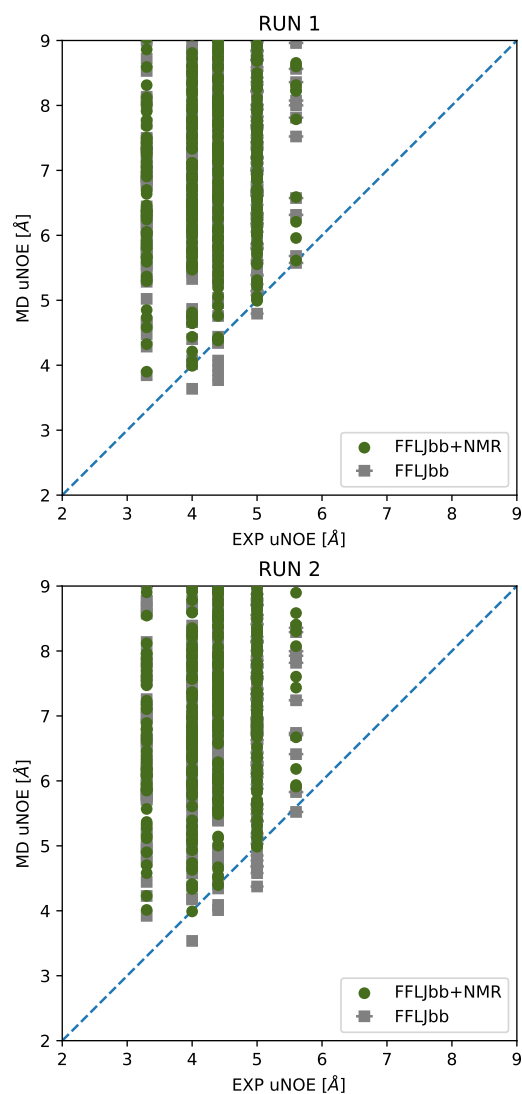 RUN 1
9
8
7
6
5
4
3
2
MD uNOE [Å]
2 3 4 5 6 7 8 9
EXP uNOE [Å]
FFLJbb+NMR
FFLJbb
RUN 2
9
8
7
6
5
4
3
2
MD uNOE [Å]
2 3 4 5 6 7 8 9
EXP uNOE [Å]
FFLJbb+NMR
FFLJbb